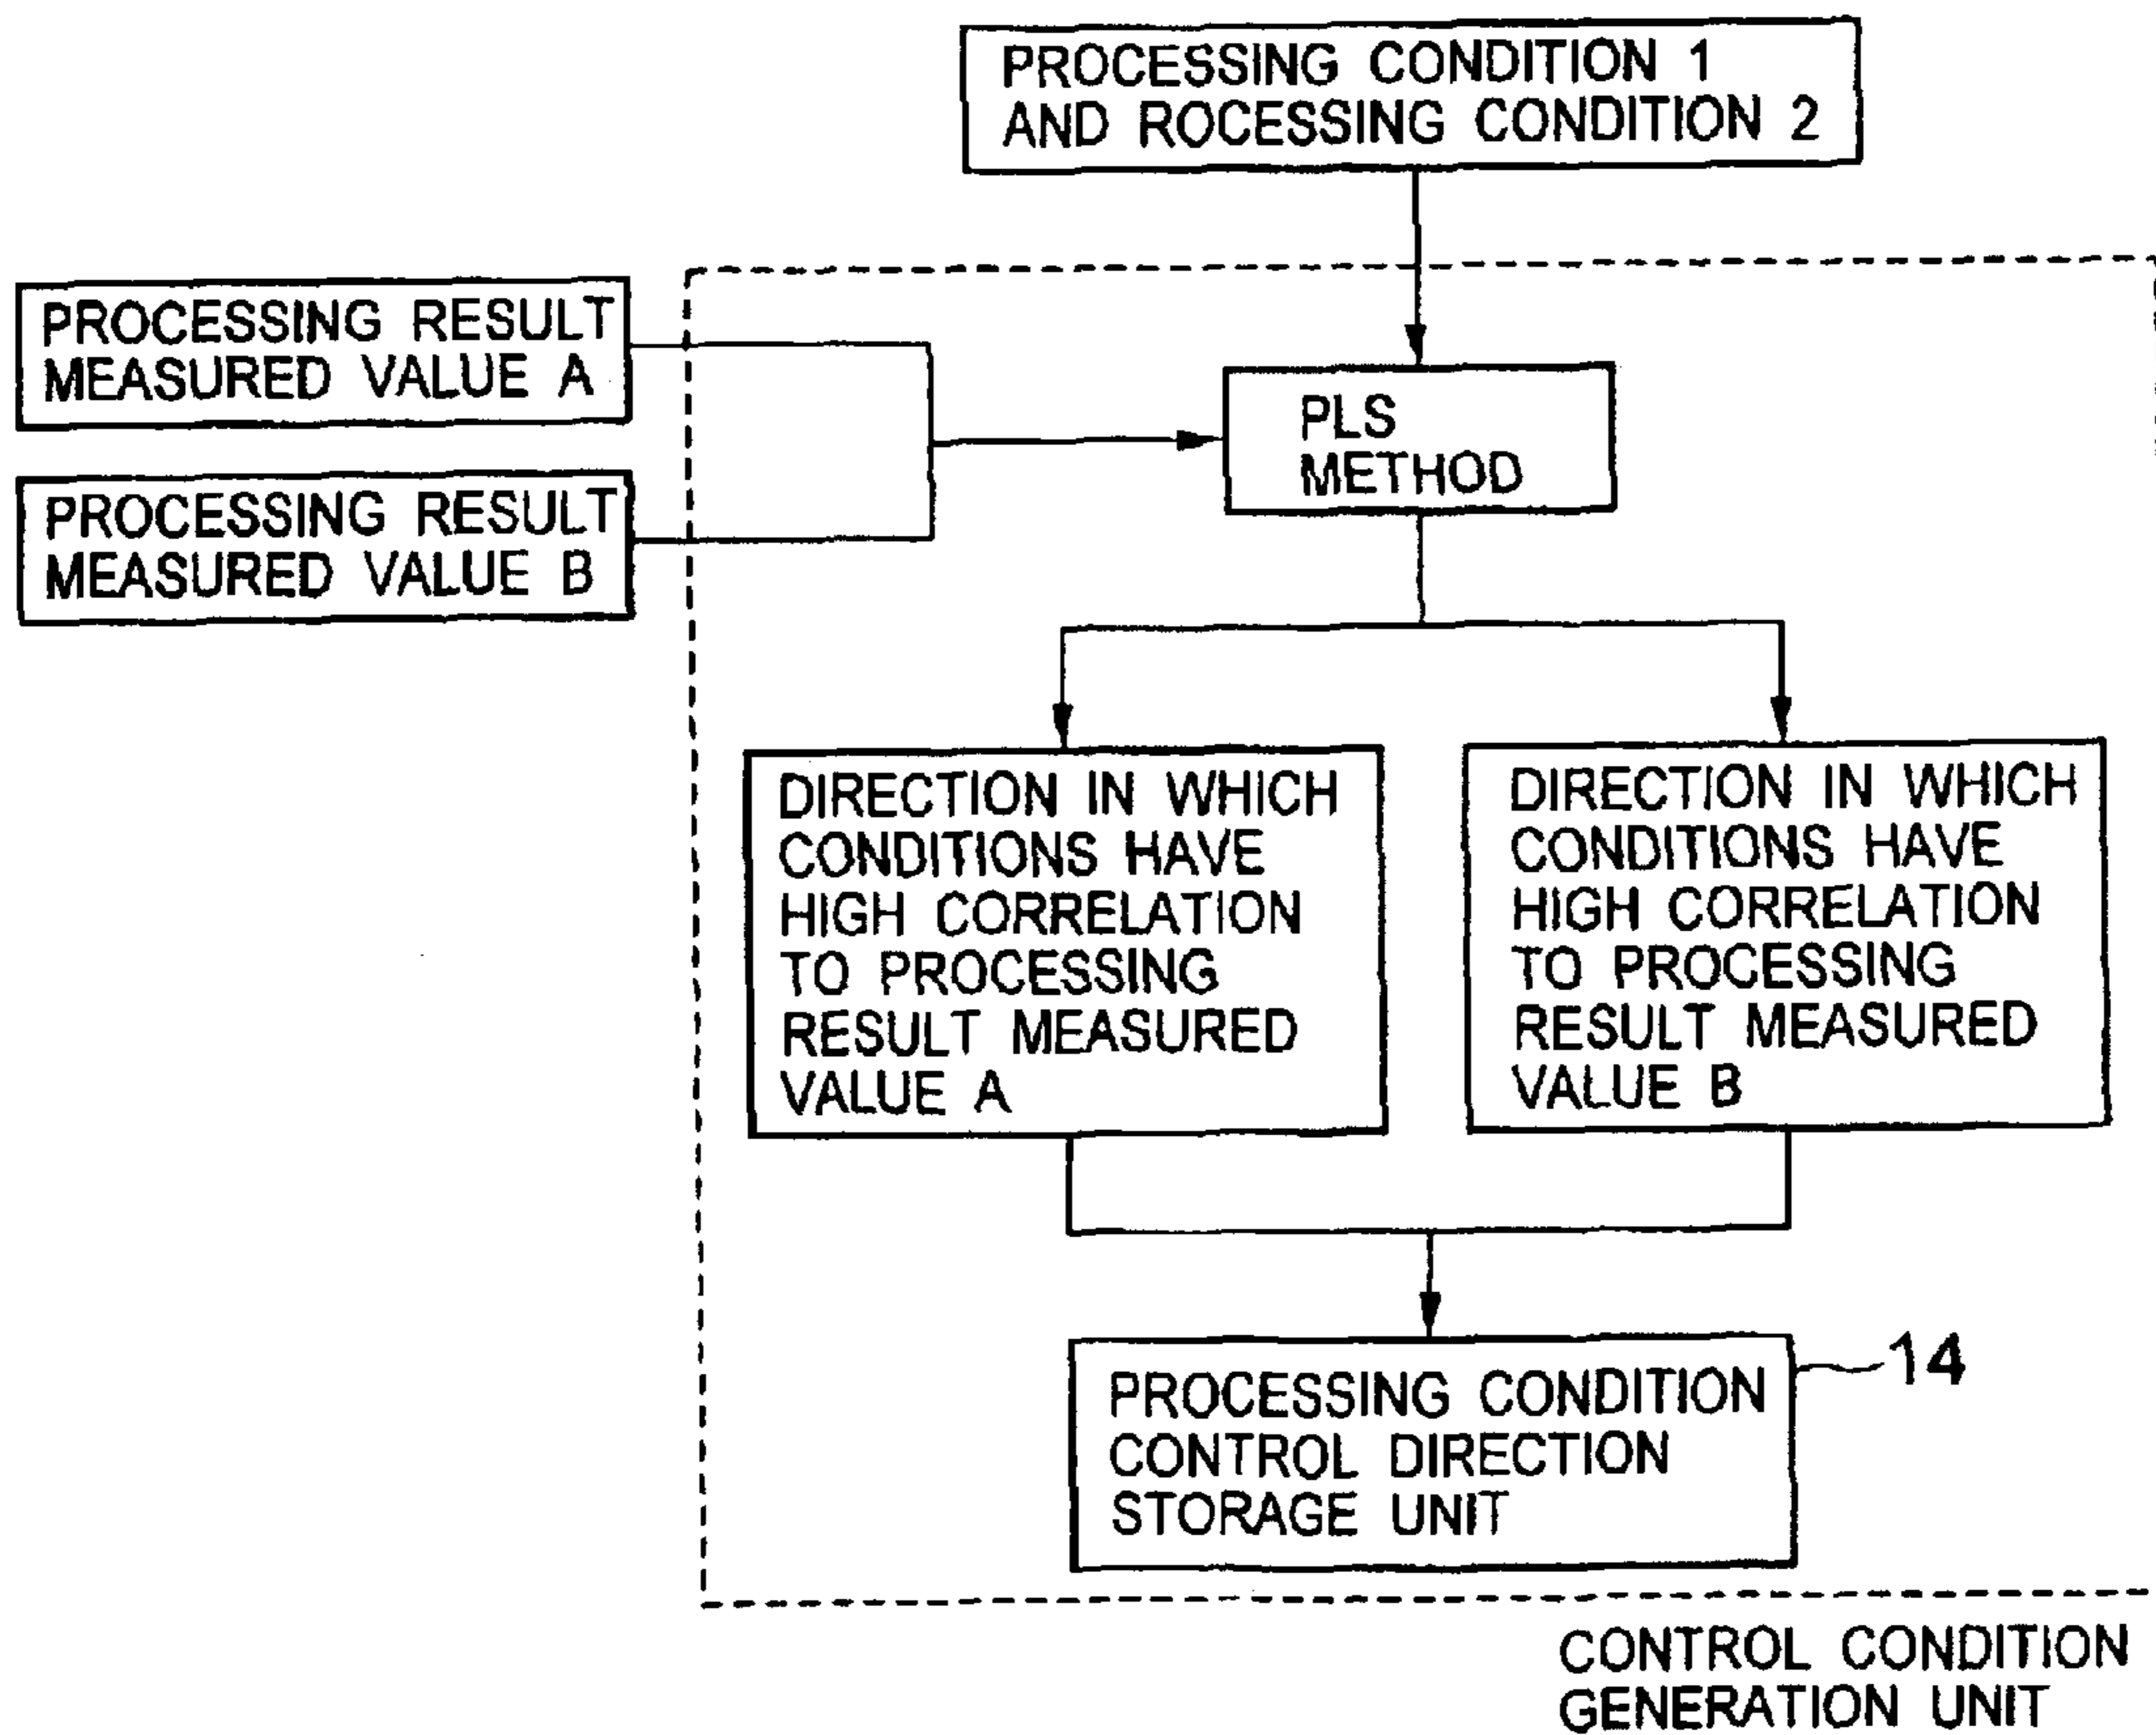 PROCESSING CONDITION 1
AND ROCESSING CONDITION 2
PROCESSING RESULT
MEASURED VALUE A
PROCESSING RESULT
MEASURED VALUE B
PLS
METHOD
DIRECTION IN WHICH
CONDITIONS HAVE
HIGH CORRELATION
TO PROCESSING
RESULT MEASURED
VALUE A
DIRECTION IN WHICH
CONDITIONS HAVE
HIGH CORRELATION
TO PROCESSING
RESULT MEASURED
VALUE B
PROCESSING CONDITION
CONTROL DIRECTION
STORAGE UNIT
14
CONTROL CONDITION
GENERATION UNIT